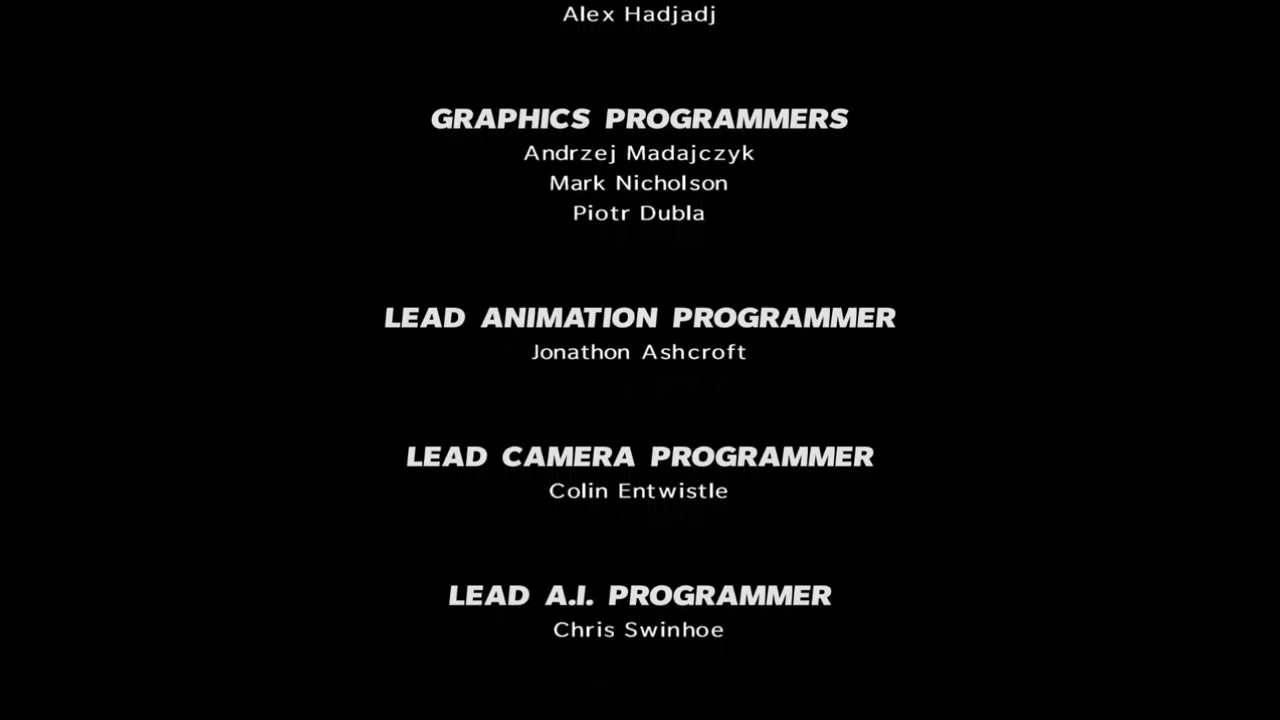 Alex Hadjadj
GRAPHICS PROGRAMMERS
Andrzej Madajczyk
Mark Nicholson
Piotr Dubla
LEAD ANIMATION PROGRAMMER
Jonathon Ashcroft
LEAD CAMERA PROGRAMMER
Colin Entwistle
LEAD A.I. PROGRAMMER
Chris Swinhoe